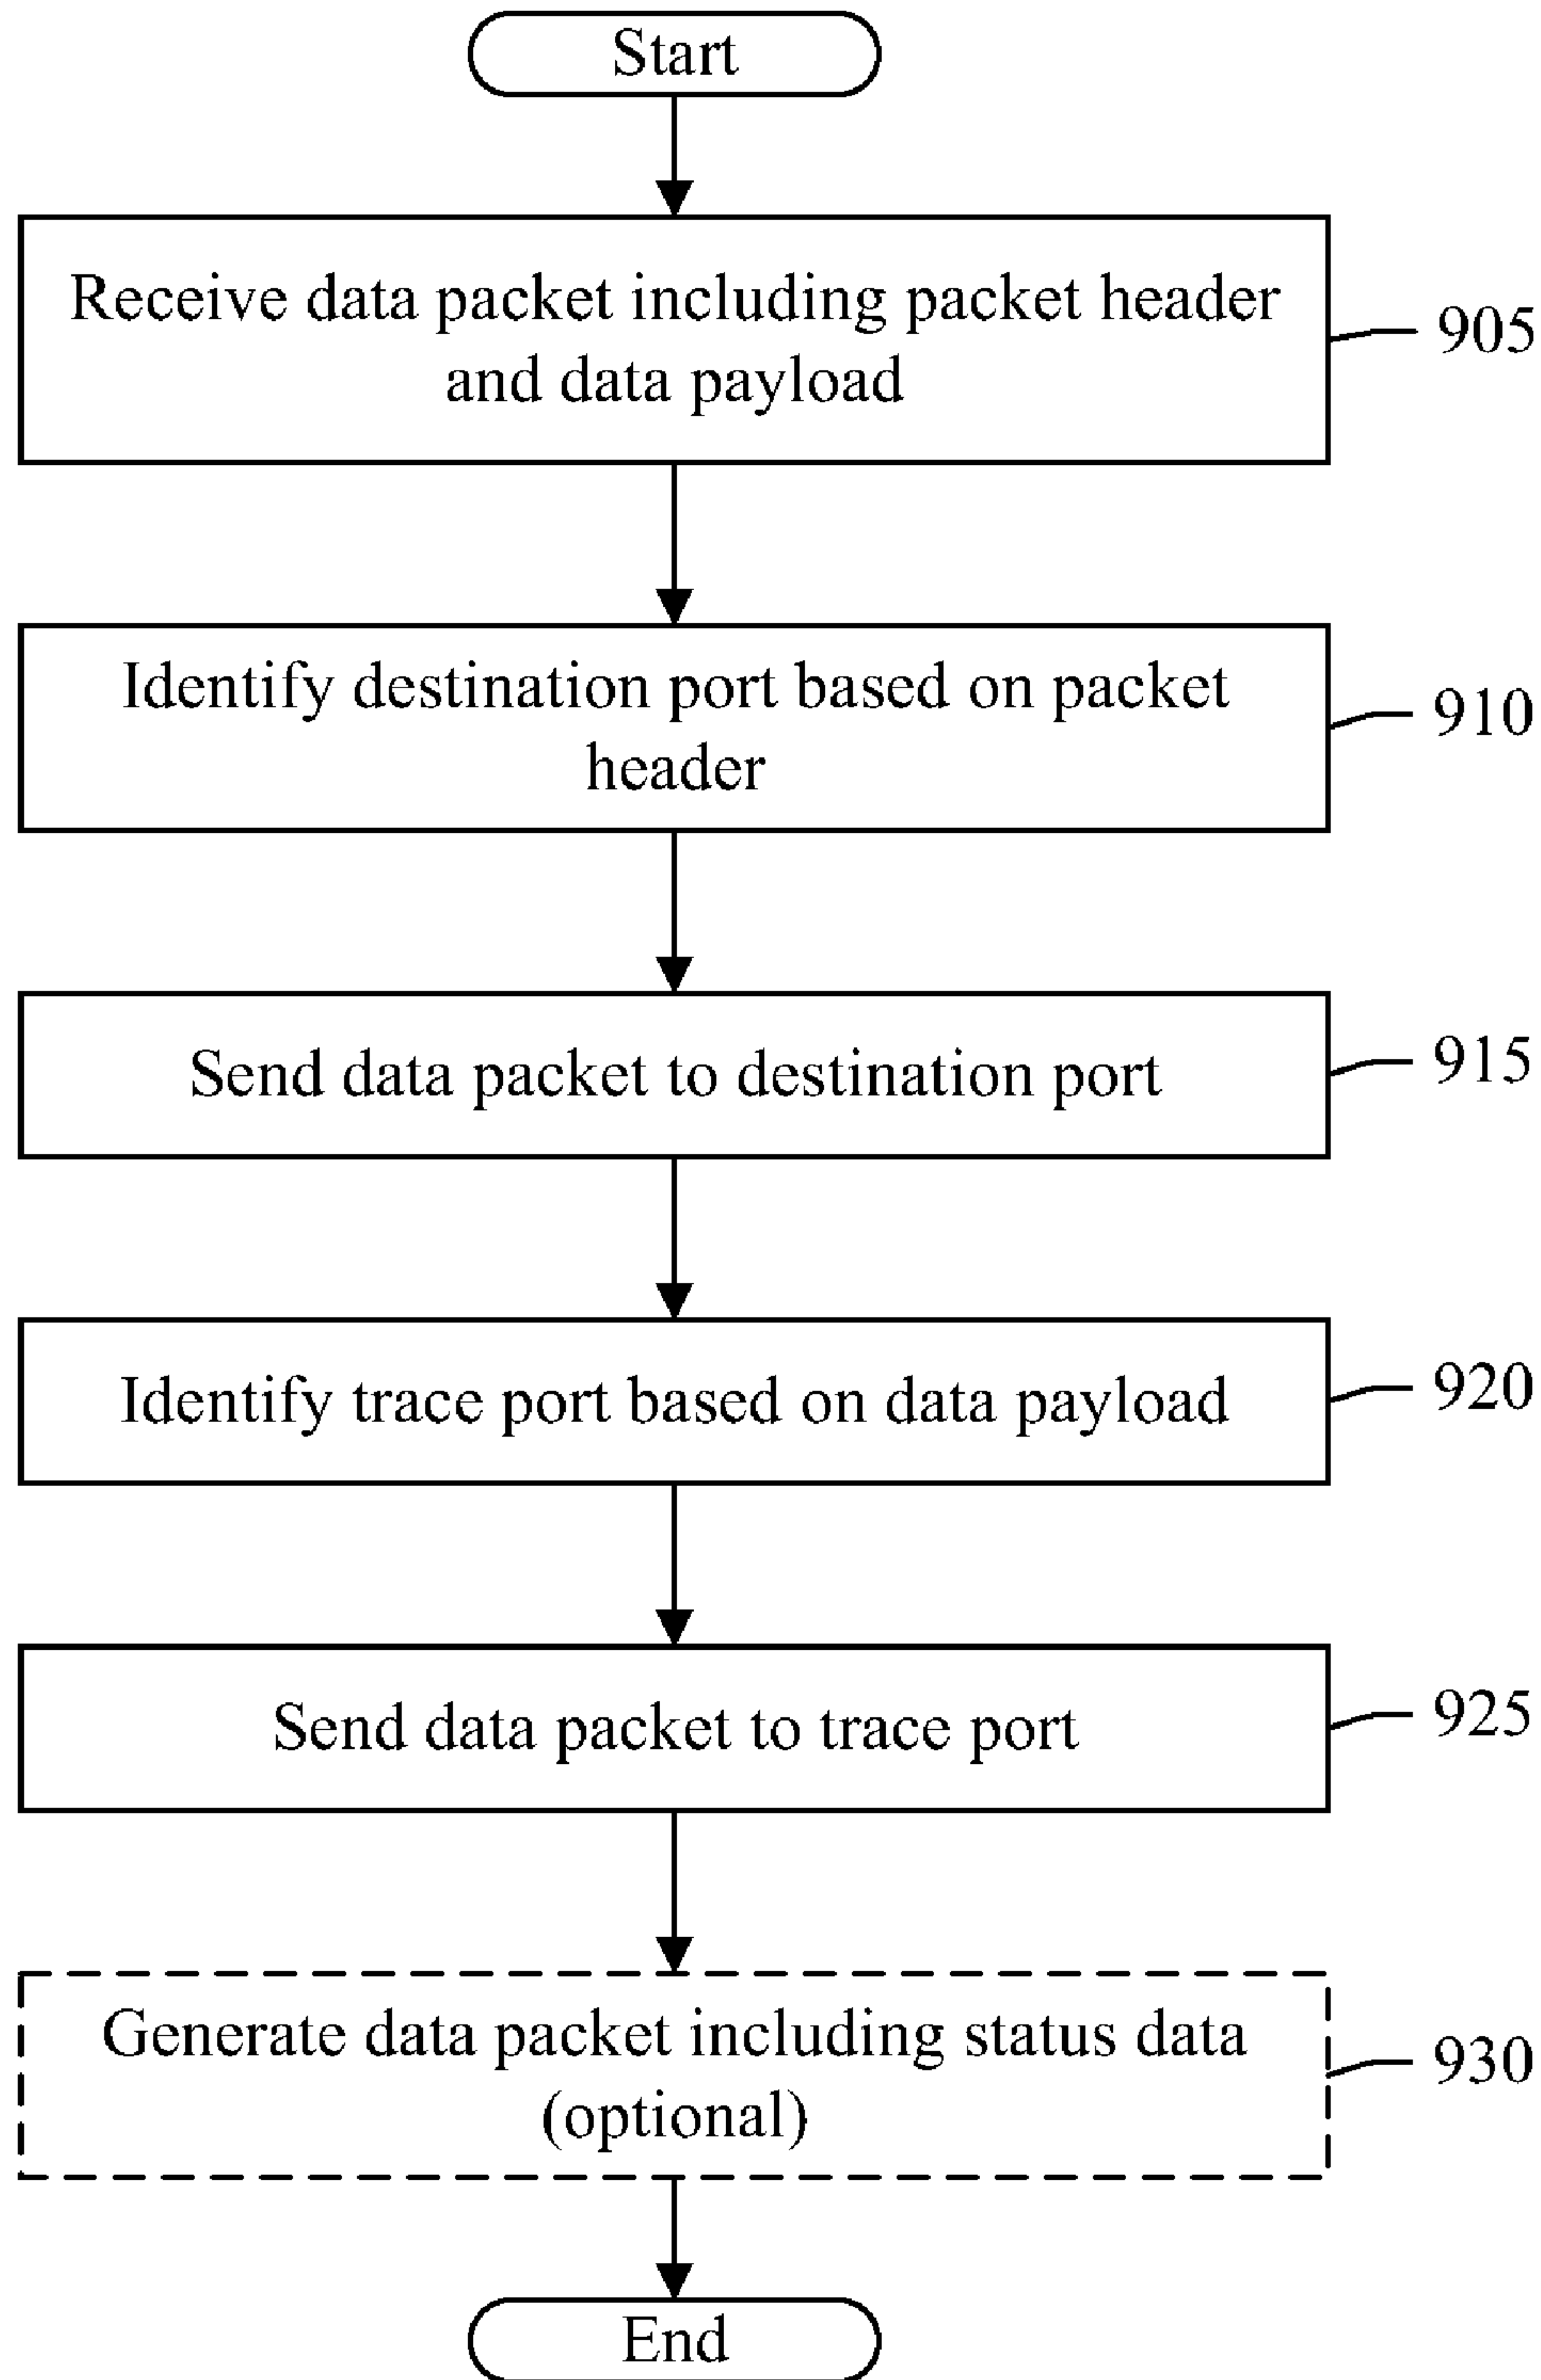 Start
Receive data packet including packet header
and data payload
905
Identify destination port based on packet
header
910
Send data packet to destination port
915
Identify trace port based on data payload
920
Send data packet to trace port
925
Generate data packet including status data
(optional)
930
End